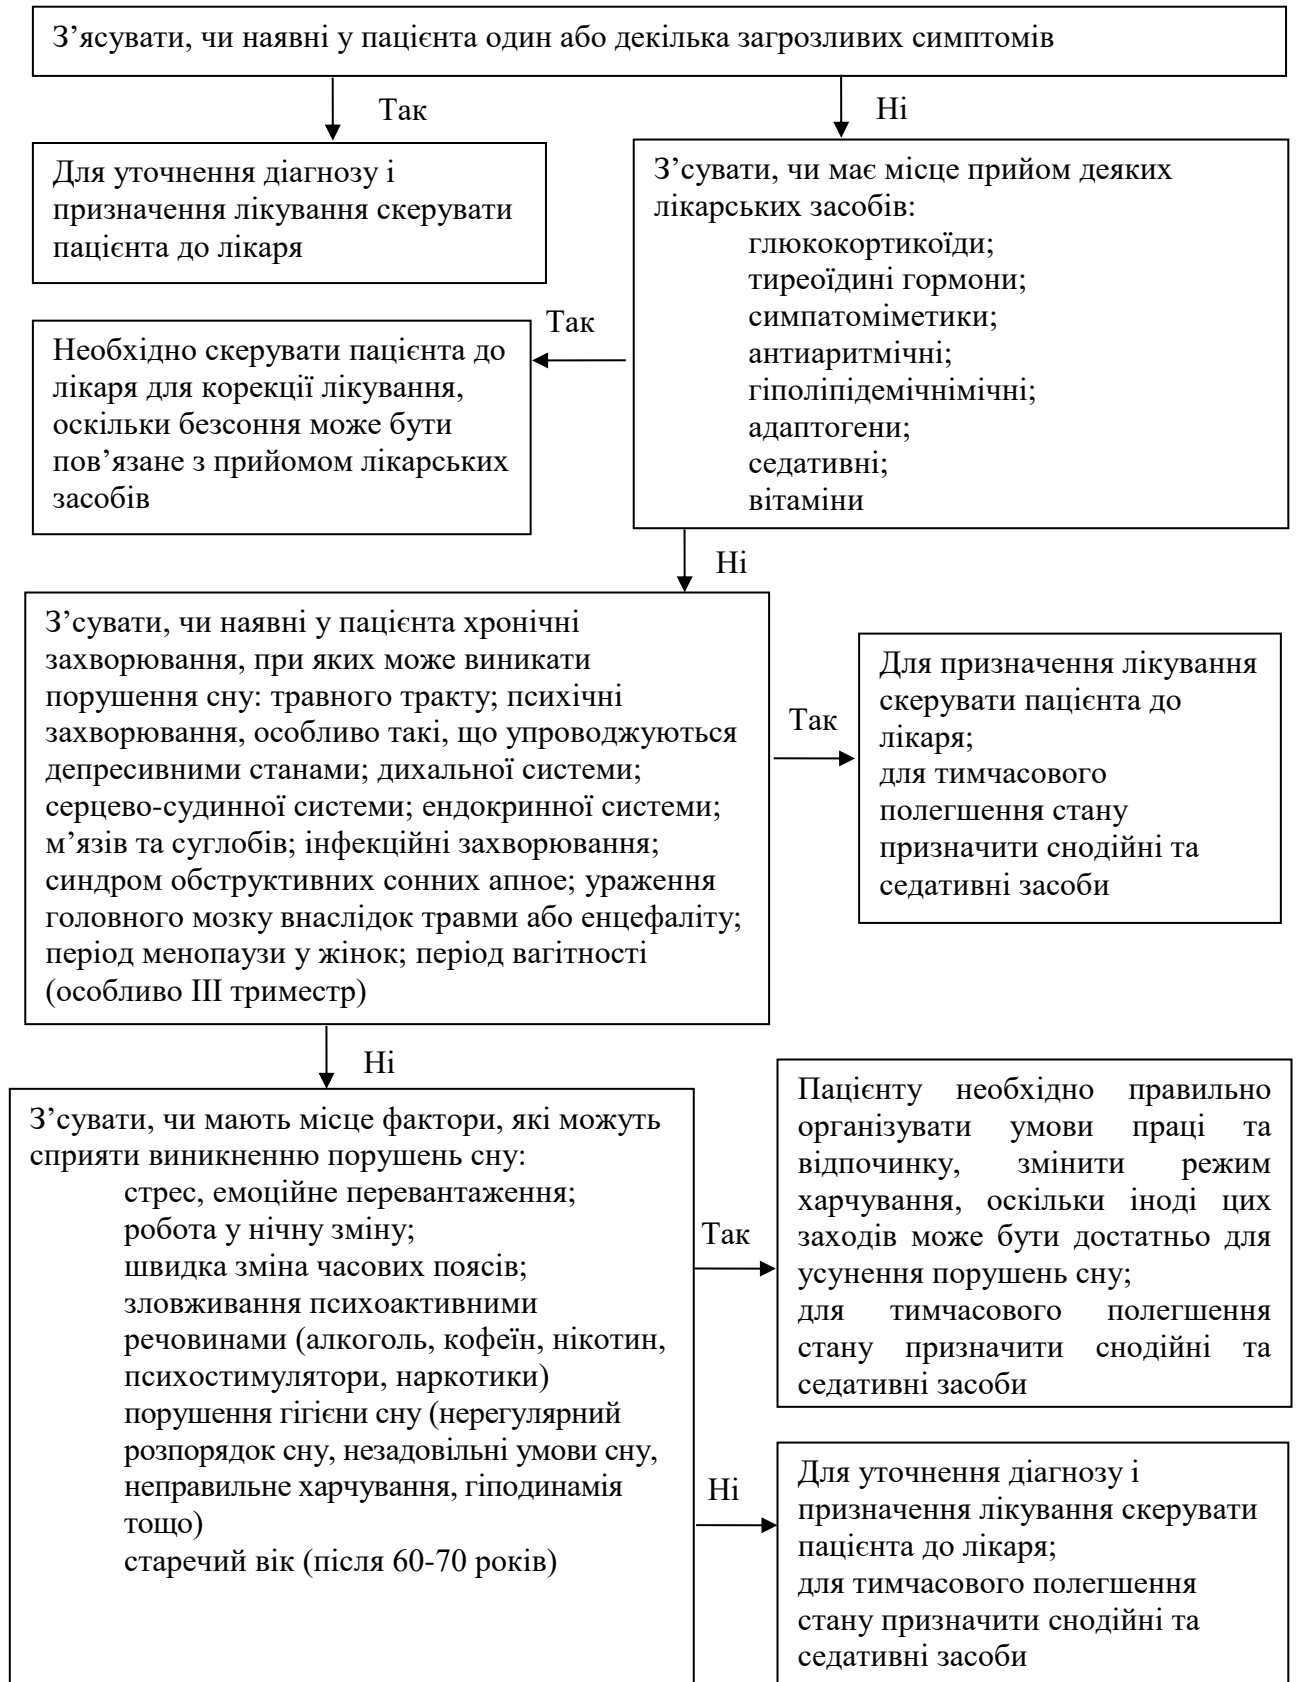 З’ясувати, чи наявні у пацієнта один або декілька загрозливих симптомів
Так
Ні
Для уточнення діагнозу і
призначення лікування скерувати
пацієнта до лікаря
З’сувати, чи має місце прийом деяких
лікарських засобів:
глюкокортикоїди;
тиреоїдині гормони;
симпатоміметики;
антиаритмічні;
гіполіпідемічнімічні;
адаптогени;
седативні;
вітаміни
Так
Необхідно скерувати пацієнта до
лікаря для корекції лікування,
оскільки безсоння може бути
пов’язане з прийомом лікарських
засобів
Ні
З’сувати, чи наявні у пацієнта хронічні
захворювання, при яких може виникати
порушення сну: травного тракту; психічні
захворювання, особливо такі, що упроводжуються
депресивними станами; дихальної системи;
серцево-судинної системи; ендокринної системи;
м’язів та суглобів; інфекційні захворювання;
синдром обструктивних сонних апное; ураження
головного мозку внаслідок травми або енцефаліту;
період менопаузи у жінок; період вагітності
(особливо III триместр)
Так
Для призначення лікування
скерувати пацієнта до
лікаря;
для тимчасового
полегшення стану
призначити снодійні та
седативні засоби
Ні
З’сувати, чи мають місце фактори, які можуть
сприяти виникненню порушень сну:
стрес, емоційне перевантаження;
робота у нічну зміну;
швидка зміна часових поясів;
зловживання психоактивними
речовинами (алкоголь, кофеїн, нікотин,
психостимулятори, наркотики)
порушення гігієни сну (нерегулярний
розпорядок сну, незадовільні умови сну,
неправильне харчування, гіподинамія
тощо)
старечий вік (після 60-70 років)
Так
Пацієнту необхідно правильно
організувати умови праці та
відпочинку, змінити режим
харчування, оскільки іноді цих
заходів може бути достатньо для
усунення порушень сну;
для тимчасового полегшення
стану призначити снодійні та
седативні засоби
Ні
Для уточнення діагнозу і
призначення лікування скерувати
пацієнта до лікаря;
для тимчасового полегшення
стану призначити снодійні та
седативні засоби